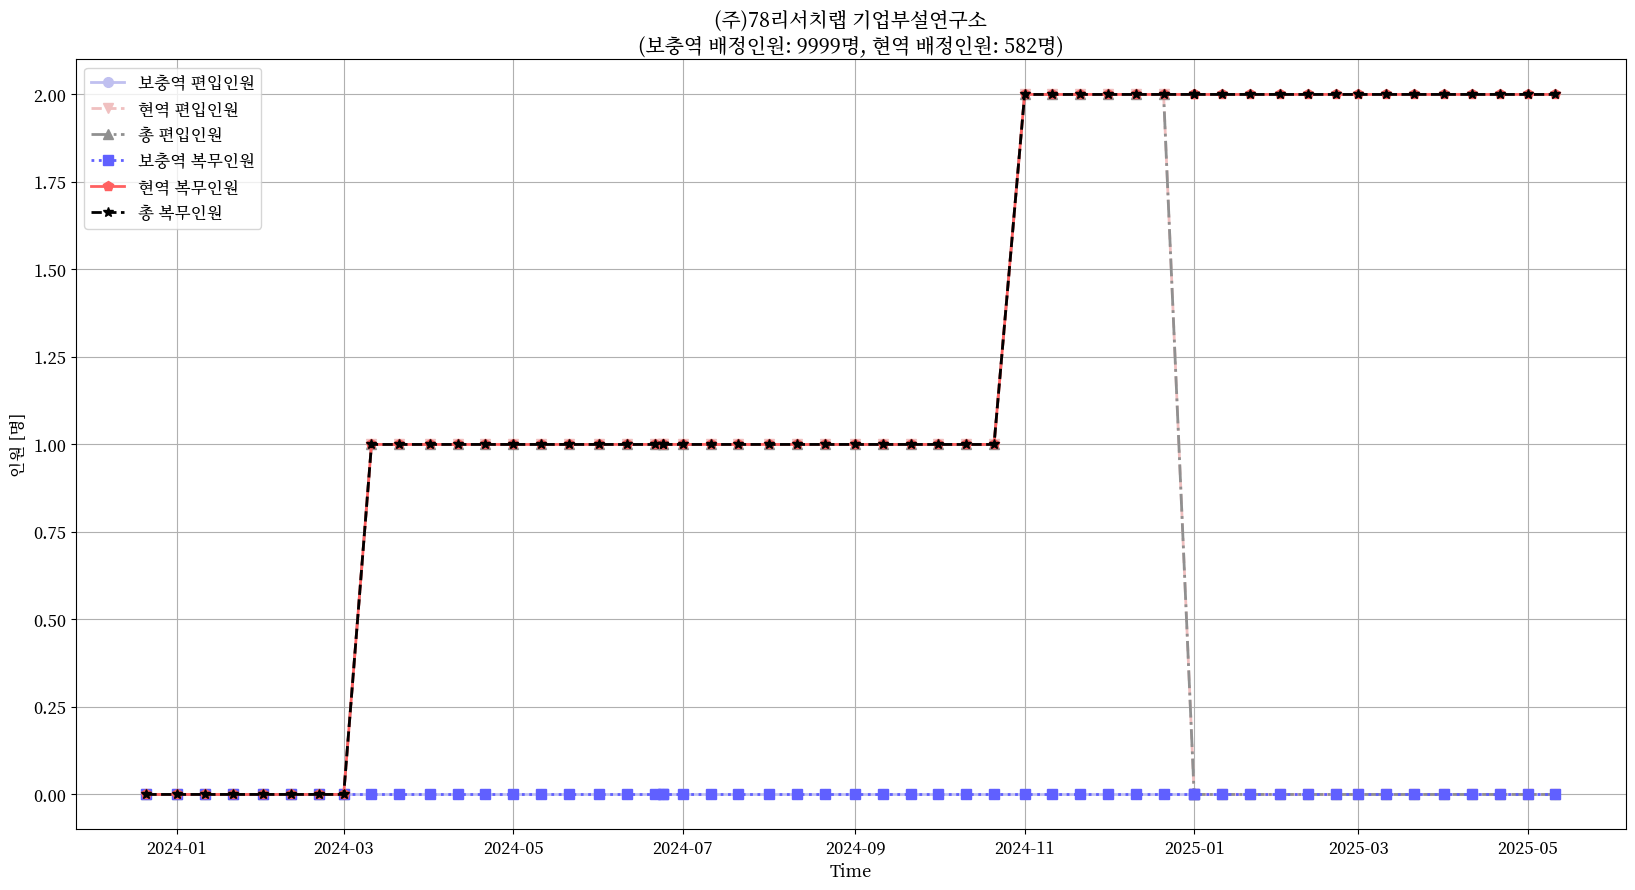 (주)78리서치랩 기업부설연구소
(보충역 배정인원: 9999명, 현역 배정인원: 582명)
보충역 편입인원
현역 편입인원
총 편입인원
보충역 복무인원
현역 복무인원
총 복무인원
2.00
1.75
1.50
1.25
1.00
0.75
0.50
0.25
0.00
인원 [명]
2024-01 2024-03 2024-05 2024-07 2024-09 2024-11 2025-01 2025-03 2025-05
Time